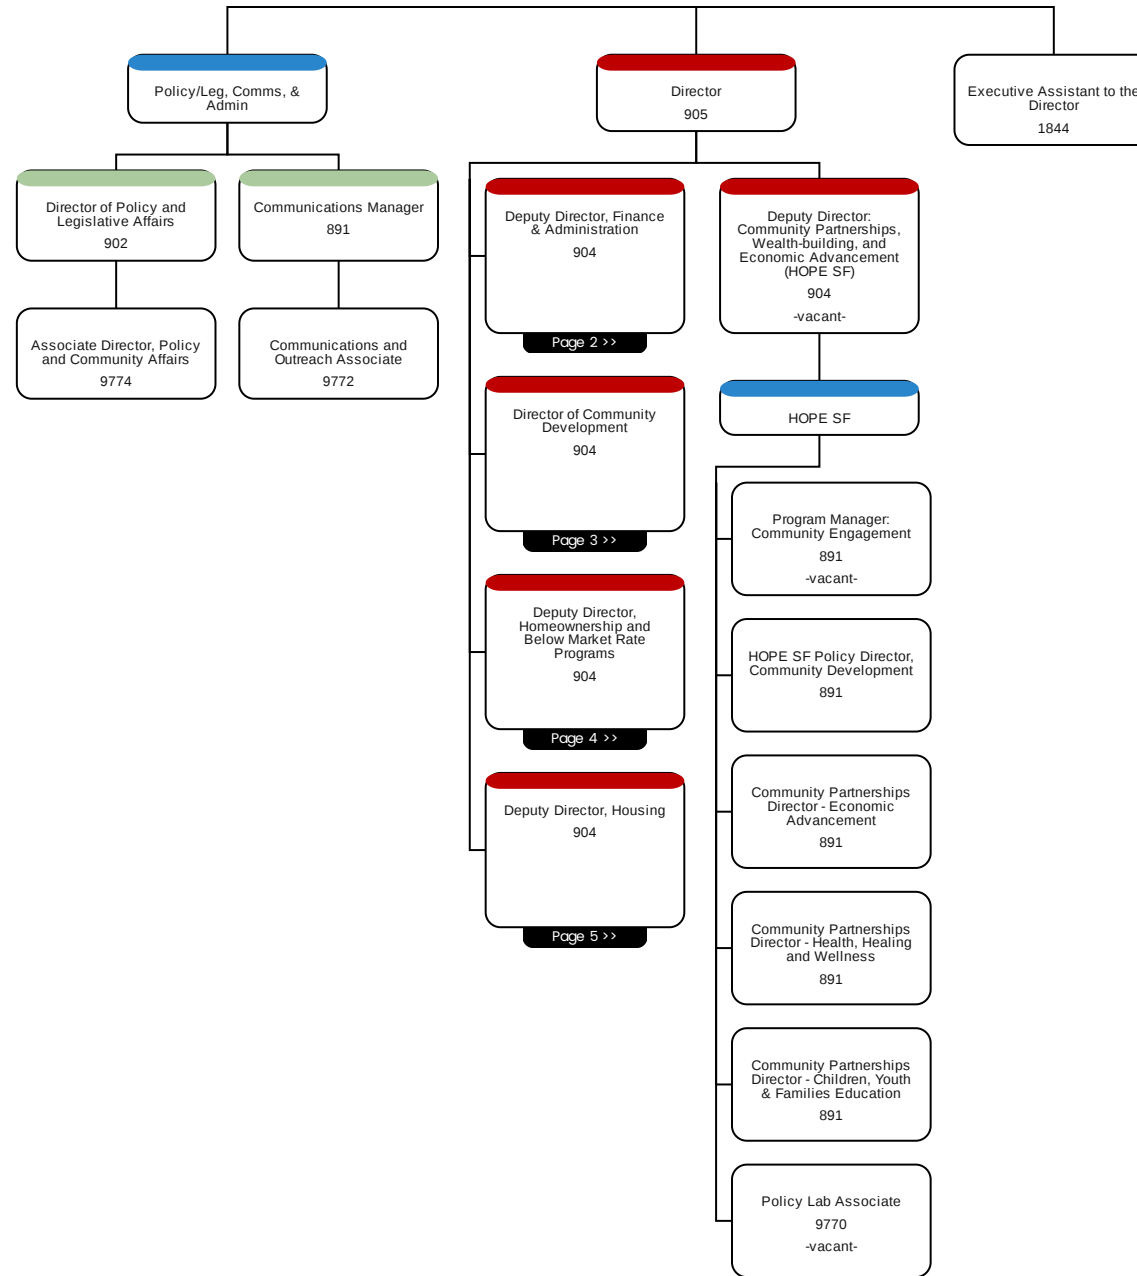 Policy/Leg, Comms, &
Admin
Director
905
Executive Assistant to the
Director
1844
Director of Policy and
Legislative Affairs
902
Communications Manager
891
Associate Director, Policy
and Community Affairs
9774
Communications and
Outreach Associate
9772
Deputy Director, Finance
& Administration
904
Page 2 >>
Director of Community
Development
904
Page 3 >>
Deputy Director,
Homeownership and
Below Market Rate
Programs
904
Page 4 >>
Deputy Director, Housing
904
Page 5 >>
Deputy Director:
Community Partnerships,
Wealth-building, and
Economic Advancement
(HOPE SF)
904
-vacant-
HOPE SF
Program Manager:
Community Engagement
891
-vacant-
HOPE SF Policy Director,
Community Development
891
Community Partnerships
Director - Economic
Advancement
891
Community Partnerships
Director - Health, Healing
and Wellness
891
Community Partnerships
Director - Children, Youth
& Families Education
891
Policy Lab Associate
9770
-vacant-